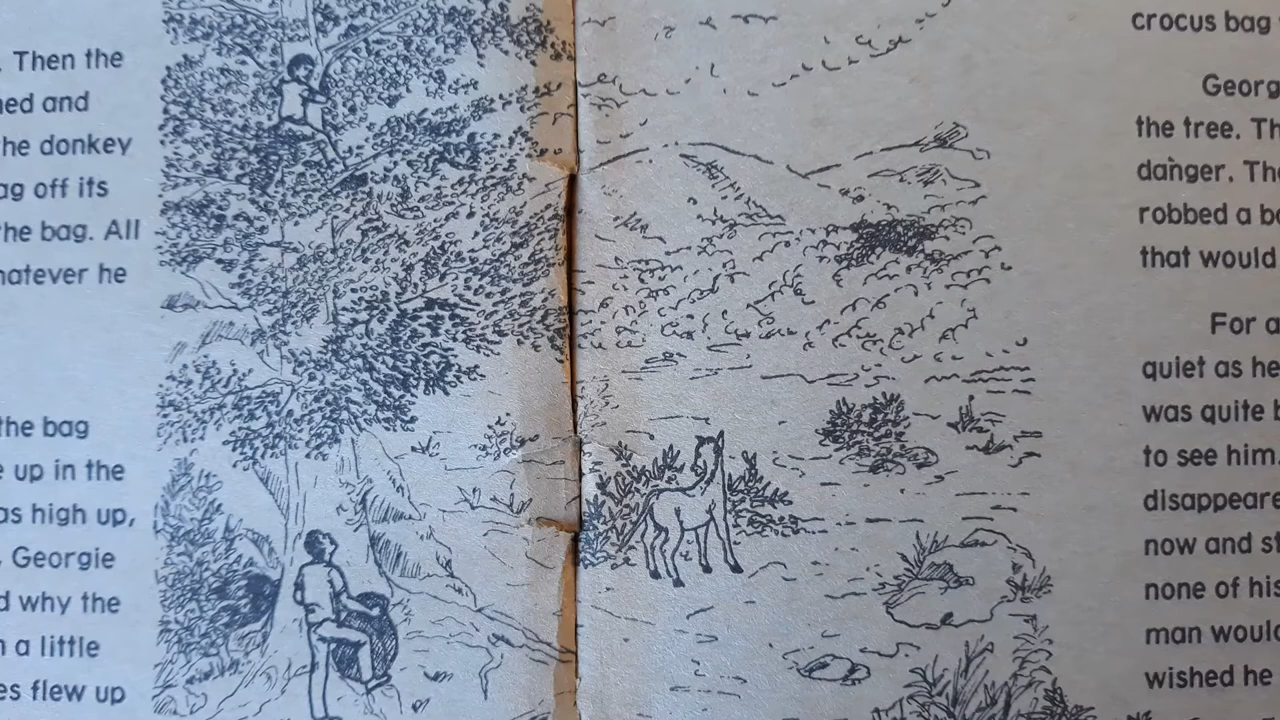 . Then the
ned and
the donkey
ag off its
the bag. All
hatever he
the bag
e up in the
as high up,
. Georgie
d why the
n a little
es flew up
crocus bag
Georg
the tree. Th
danger. The
robbed a b
that would
For a
quiet as he
was quite h
to see him.
disappeare
now and st
none of his
man would
wished he